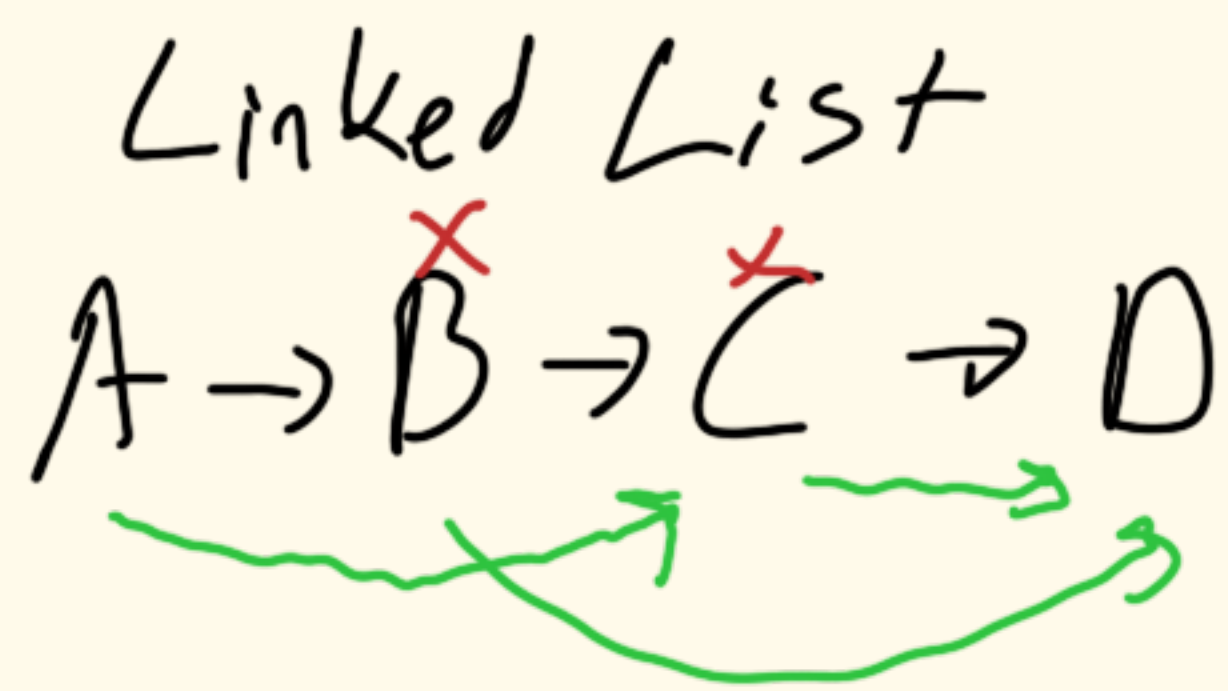 Linked List
A → B → C → D